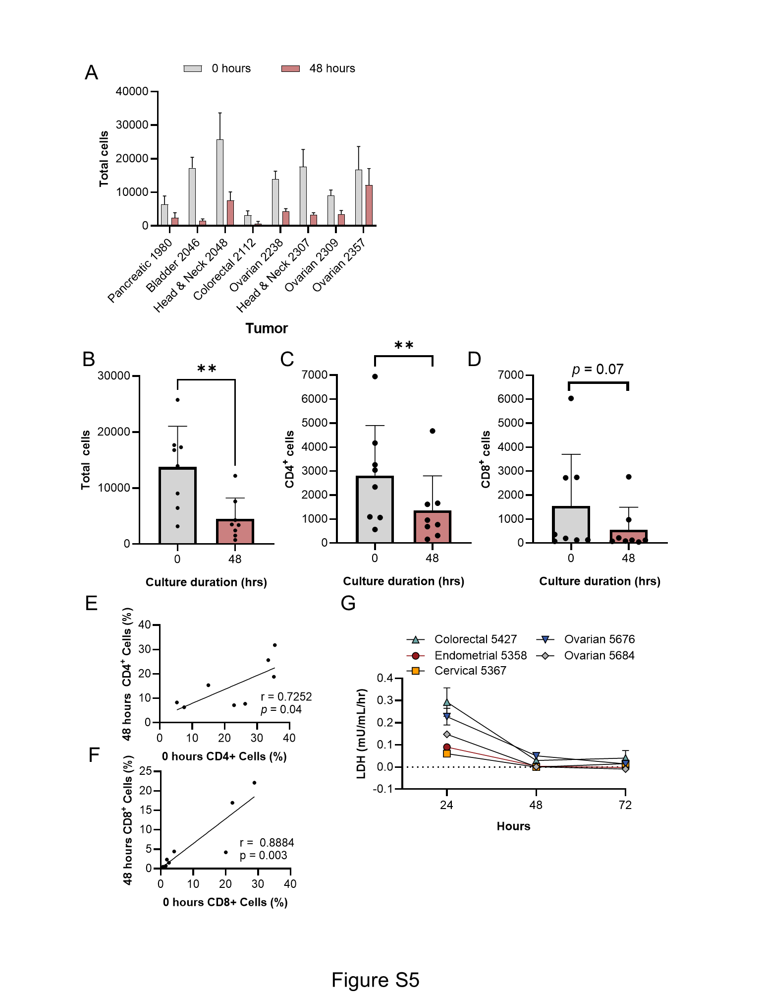 A
0 hours
48 hours
40000
30000
20000
10000
0
Total cells
Pancreatic 1980
Bladder 2046
Head & Neck 2048
Colorectal 2112
Ovarian 2238
Head & Neck 2307
Ovarian 2309
Ovarian 2357
Tumor
B
**
30000
20000
10000
0
Total cells
0
48
Culture duration (hrs)
C
**
7000
6000
5000
4000
3000
2000
1000
0
CD4+ cells
0
48
Culture duration (hrs)
D
p = 0.07
7000
6000
5000
4000
3000
2000
1000
0
CD8+ cells
0
48
Culture duration (hrs)
E
40
30
20
10
0
48 hours CD4+ Cells (%)
r = 0.7252
p = 0.04
0 10 20 30 40
0 hours CD4+ Cells (%)
F
25
20
15
10
5
0
48 hours CD8+ Cells (%)
r = 0.8884
p = 0.003
0 10 20 30 40
0 hours CD8+ Cells (%)
G
Colorectal 5427
Endometrial 5358
Cervical 5367
Ovarian 5676
Ovarian 5684
0.4
0.3
0.2
0.1
0.0
-0.1
LDH (mU/mL/hr)
24 48 72
Hours
Figure S5